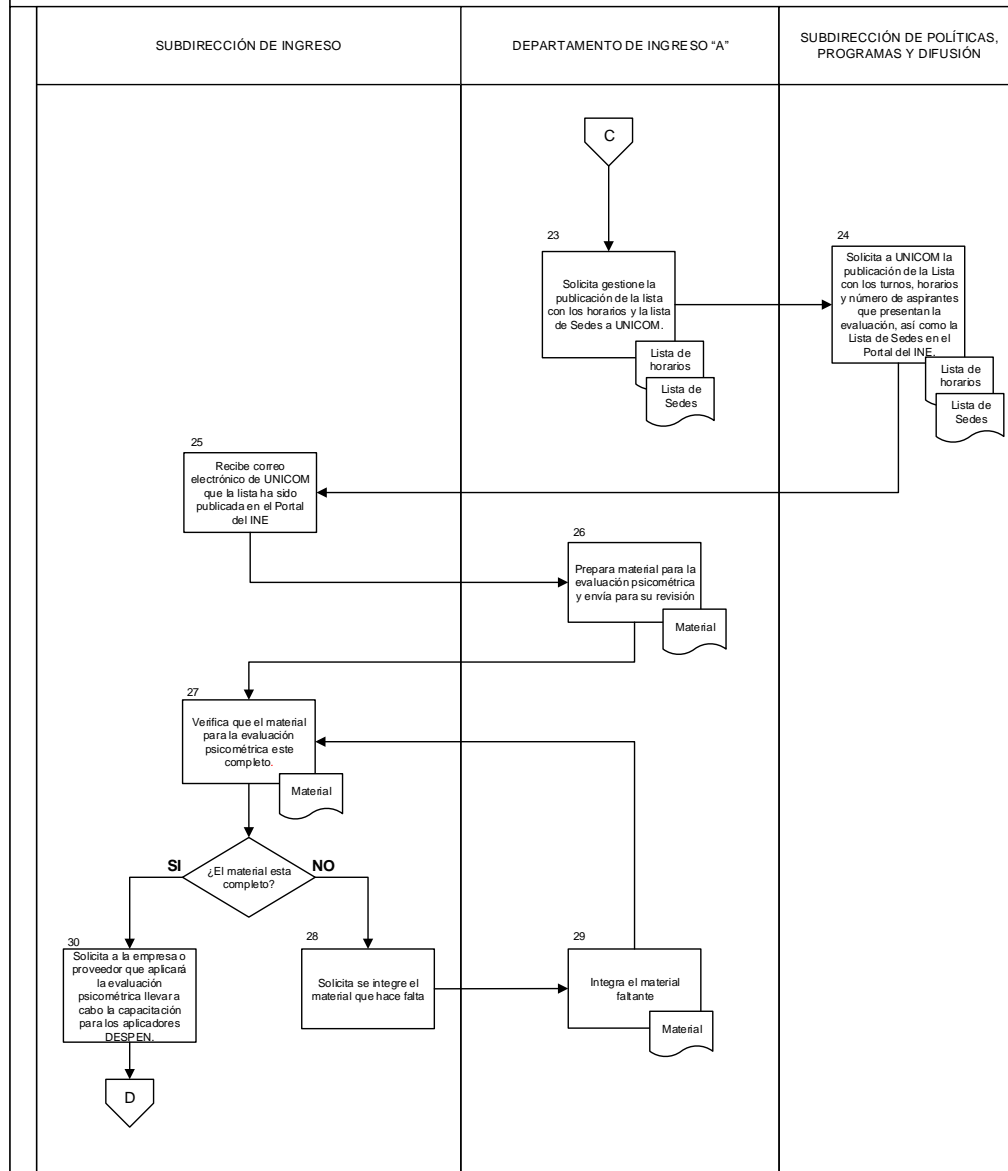 SUBDIRECCIÓN DE INGRESO
DEPARTAMENTO DE INGRESO “A”
SUBDIRECCIÓN DE POLÍTICAS,
PROGRAMAS Y DIFUSIÓN
C
23
Solicita gestione la
publicación de la lista
con los horarios y la lista
de Sedes a UNICOM.
Lista de
horarios
Lista de
Sedes
24
Solicita a UNICOM la
publicación de la Lista
con los turnos, horarios
y número de aspirantes
que presentan la
evaluación, así como la
Lista de Sedes en el
Portal del INE.
Lista de
horarios
Lista de
Sedes
25
Recibe correo
electrónico de UNICOM
que la lista ha sido
publicada en el Portal
del INE
26
Prepara material para la
evaluación psicométrica
y envía para su revisión
Material
27
Verifica que el material
para la evaluación
psicométrica este
completo.
Material
¿El material esta
completo?
SI
NO
30
Solicita a la empresa o
proveedor que aplicará
la evaluación
psicométrica llevar a
cabo la capacitación
para los aplicadores
DESPEN.
28
Solicita se integre el
material que hace falta
29
Integra el material
faltante
Material
D